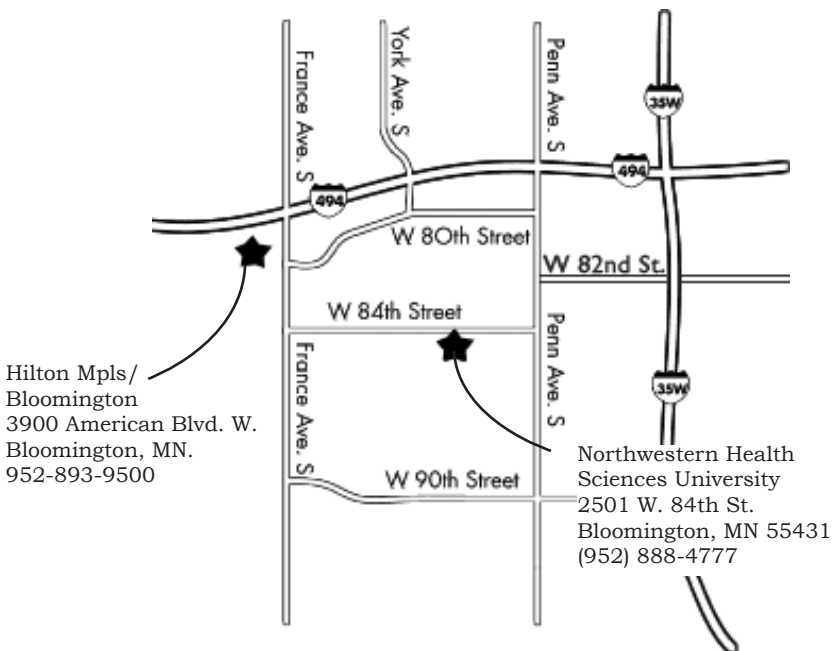 France Ave. S
York Ave. S
Penn Ave. S
35W
494
494
W 80th Street
W 82nd St.
W 84th Street
Penn Ave. S
France Ave. S
35W
Hilton Mpls/
Bloomington
3900 American Blvd. W.
Bloomington, MN.
952-893-9500
Northwestern Health
Sciences University
2501 W. 84th St.
Bloomington, MN 55431
(952) 888-4777
W 90th Street